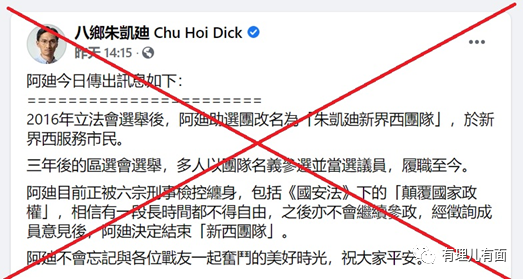 八鄉朱凱廸 Chu Hoi Dick
昨天 14:15
阿廸今日傳出訊息如下：
========================
2016年立法會選舉後，阿廸助選團改名為「朱凱廸新界西團隊」，於新
界西服務市民。
三年後的區選會選舉，多人以團隊名義參選並當選議員，履職至今。
阿廸目前正被六宗刑事檢控纏身，包括《國安法》下的「顛覆國家政
權」，相信有一段長時間都不得自由，之後亦不會繼續參政，經徵詢成
員意見後，阿廸決定結束「新西團隊」。
阿廸不會忘記與各位戰友一起奮鬥的美好時光，祝大家平安。
有理儿有面